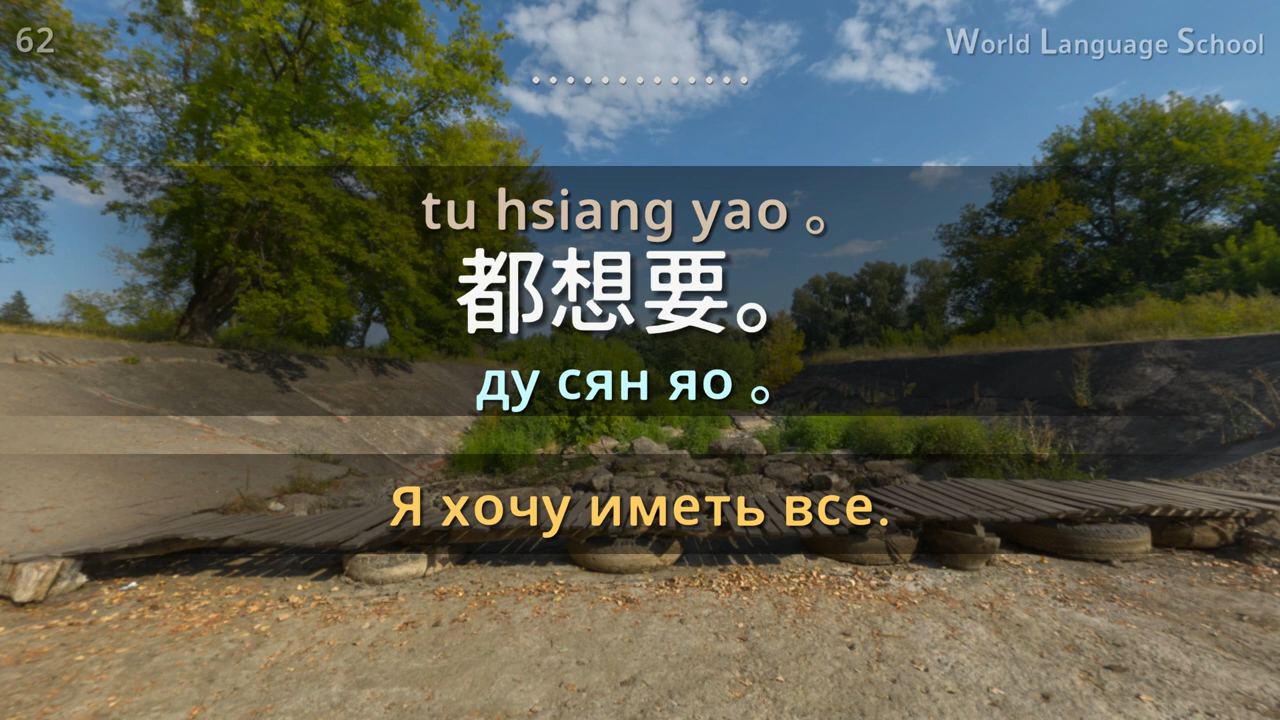 62
World Language School
tu hsiang yao 。
都想要。
ду сян яо 。
Я хочу иметь все.